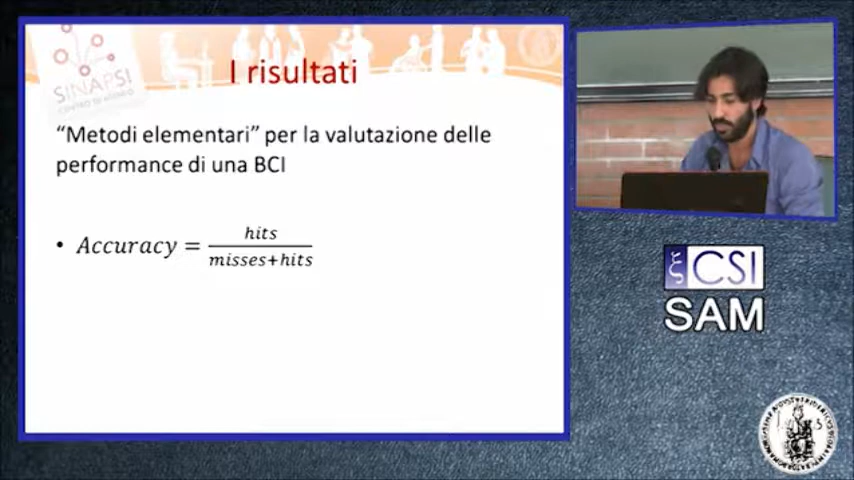 SINAPSI
I risultati
“Metodi elementari” per la valutazione delle
performance di una BCI
• Accuracy = hits / misses+hits
CSI
SAM